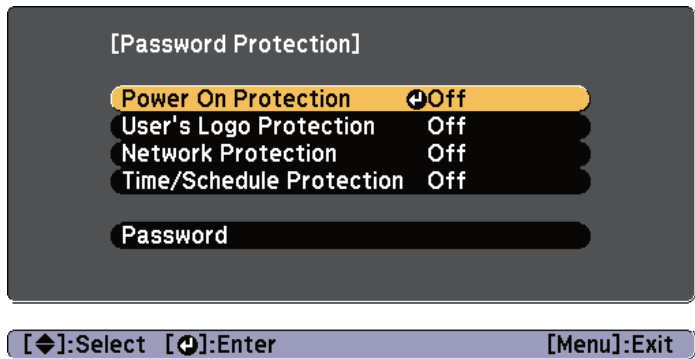 [Password Protection]
Power On Protection Off
User's Logo Protection Off
Network Protection Off
Time/Schedule Protection Off
Password
[◆]:Select [↵]:Enter [Menu]:Exit